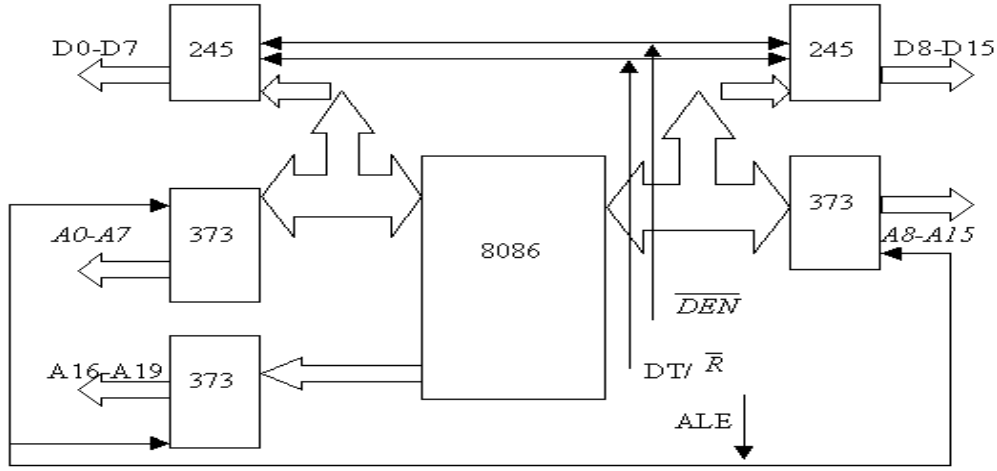 D0-D7
245
245
D8-D15
A0-A7
373
8086
373
A8-A15
DEN
A16-A19
373
DT/ R
ALE